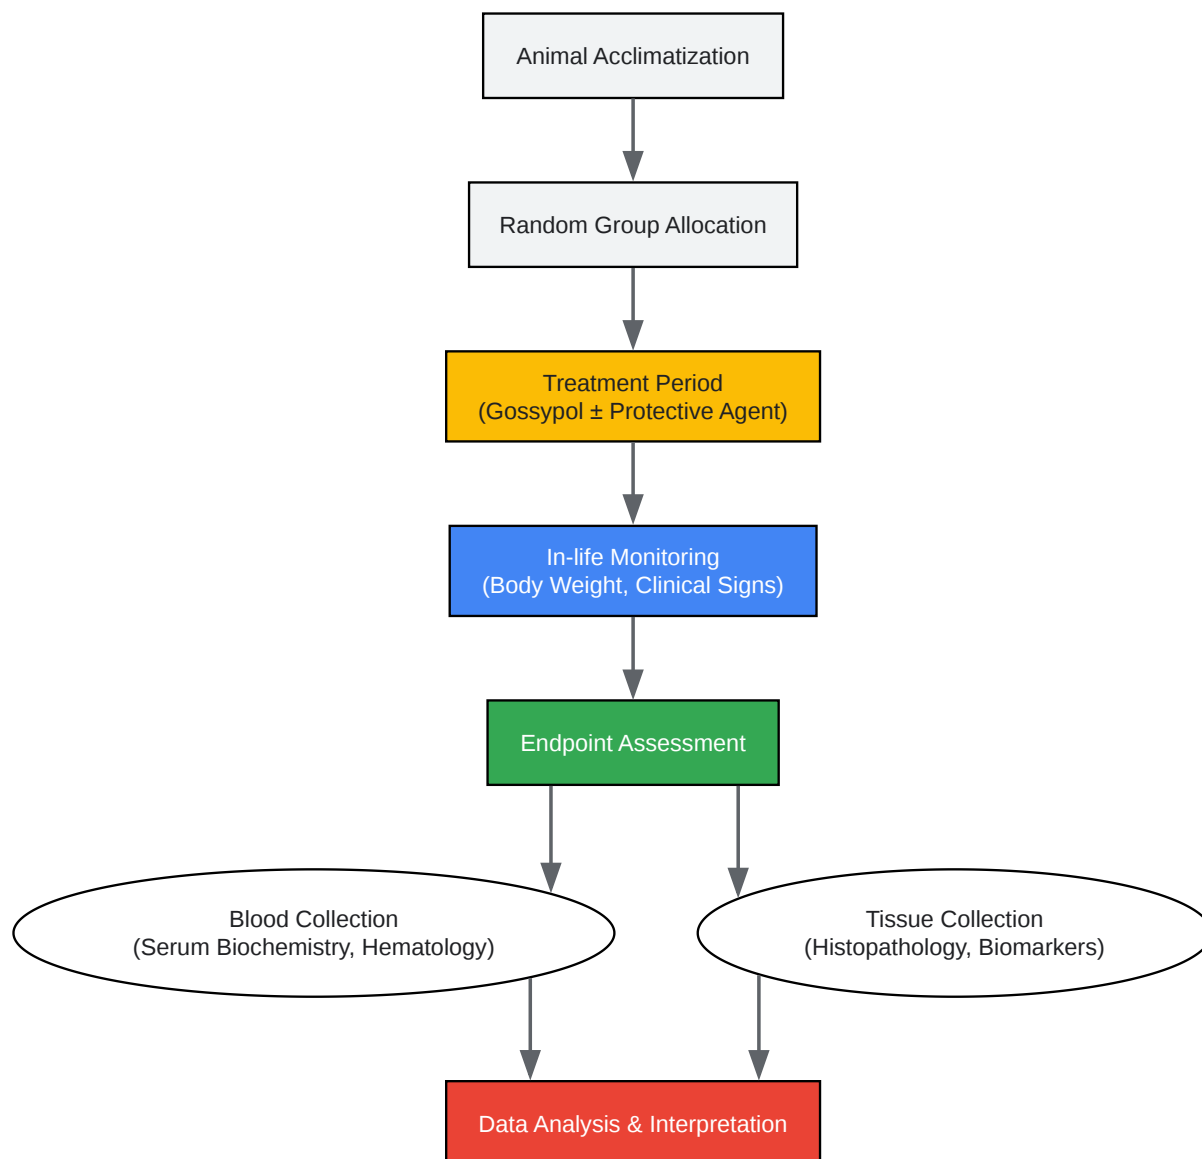 Animal Acclimatization
Random Group Allocation
Treatment Period
(Gossypol ± Protective Agent)
In-life Monitoring
(Body Weight, Clinical Signs)
Endpoint Assessment
Blood Collection
(Serum Biochemistry, Hematology)
Tissue Collection
(Histopathology, Biomarkers)
Data Analysis & Interpretation